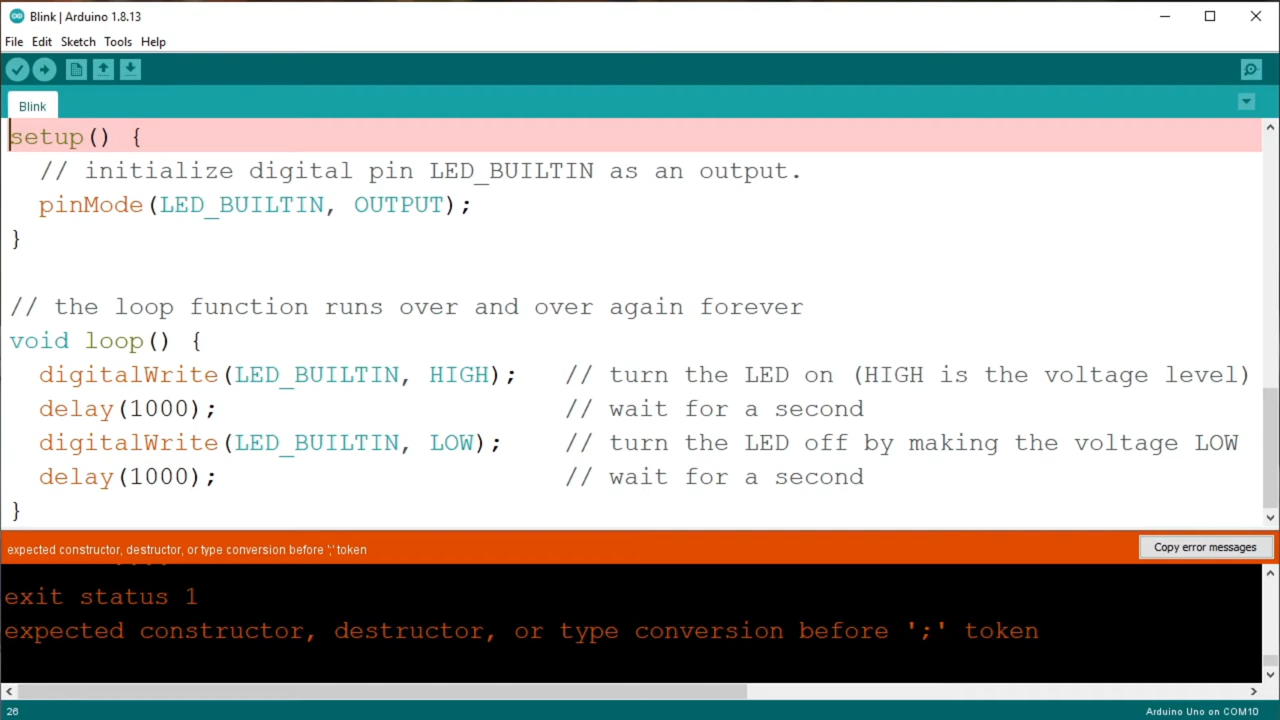 Blink | Arduino 1.8.13
File Edit Sketch Tools Help
Blink
setup() {
  // initialize digital pin LED_BUILTIN as an output.
  pinMode(LED_BUILTIN, OUTPUT);
}
// the loop function runs over and over again forever
void loop() {
  digitalWrite(LED_BUILTIN, HIGH);   // turn the LED on (HIGH is the voltage level)
  delay(1000);                       // wait for a second
  digitalWrite(LED_BUILTIN, LOW);    // turn the LED off by making the voltage LOW
  delay(1000);                       // wait for a second
}
expected constructor, destructor, or type conversion before ';' token
Copy error messages
exit status 1
expected constructor, destructor, or type conversion before ';' token
26
Arduino Uno on COM10